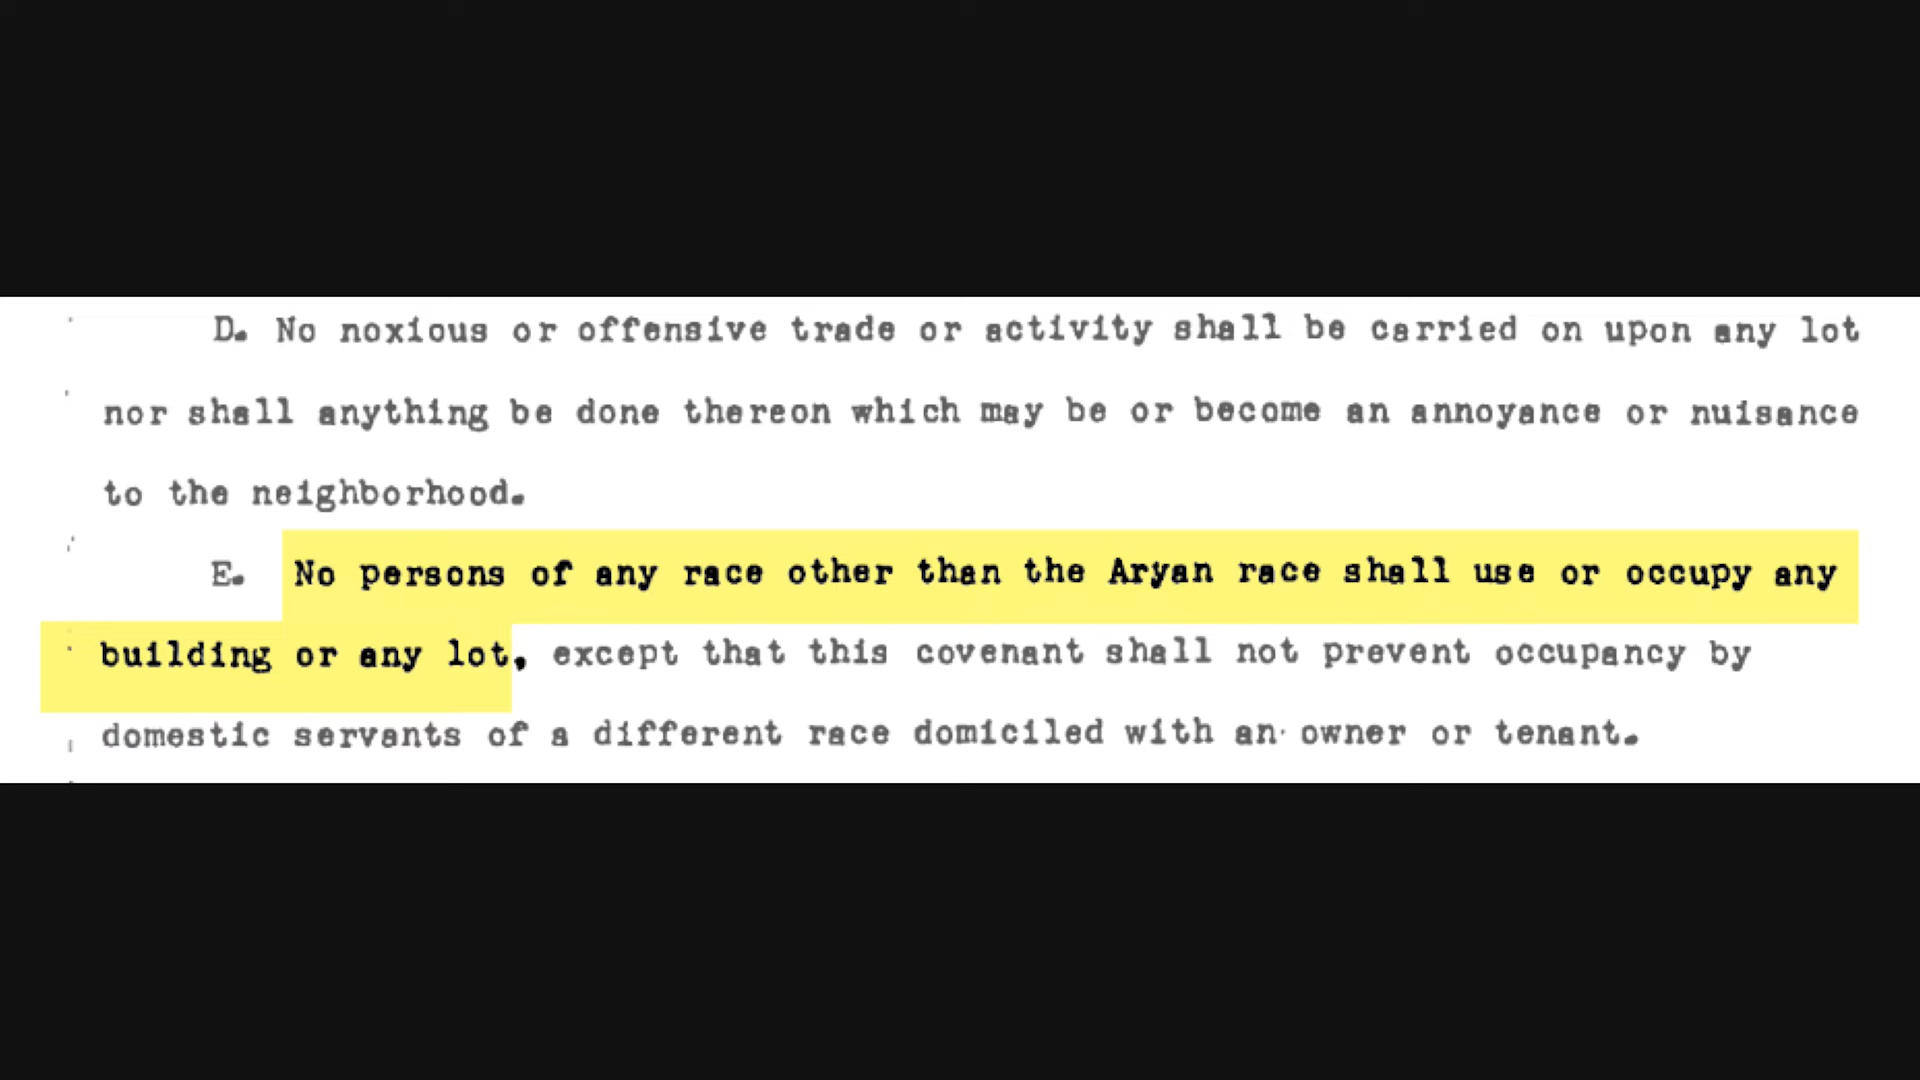 D. No noxious or offensive trade or activity shall be carried on upon any lot
nor shall anything be done thereon which may be or become an annoyance or nuisance
to the neighborhood.
E. No persons of any race other than the Aryan race shall use or occupy any
building or any lot, except that this covenant shall not prevent occupancy by
domestic servants of a different race domiciled with an owner or tenant.